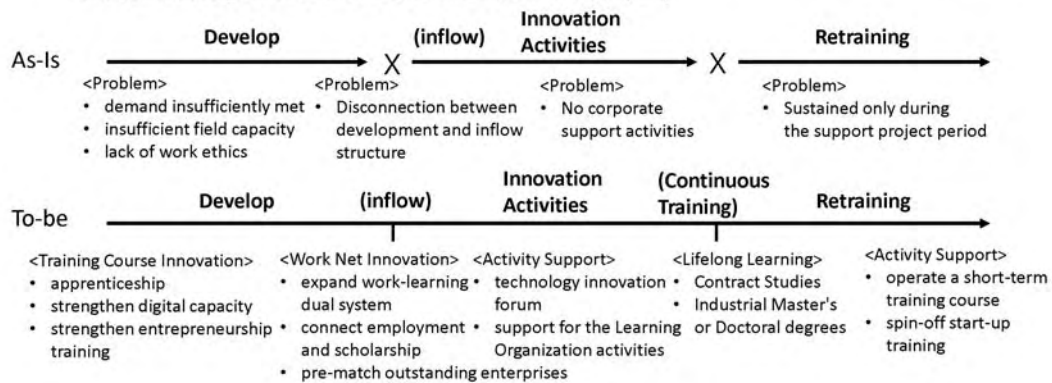 Develop
(inflow)
Innovation
Activities
Retraining
As-Is
X
X
<Problem>
• demand insufficiently met
• insufficient field capacity
• lack of work ethics
<Problem>
• Disconnection between
development and inflow
structure
<Problem>
• No corporate
support activities
<Problem>
• Sustained only during
the support project period
Develop
(inflow)
Innovation
Activities
(Continuous
Training)
Retraining
To-be
<Training Course Innovation>
• apprenticeship
• strengthen digital capacity
• strengthen entrepreneurship
training
<Work Net Innovation>
• expand work-learning
dual system
• connect employment
and scholarship
• pre-match outstanding enterprises
<Activity Support>
• technology innovation
forum
• support for the Learning
Organization activities
<Lifelong Learning>
• Contract Studies
• Industrial Master's
or Doctoral degrees
<Activity Support>
• operate a short-term
training course
• spin-off start-up
training